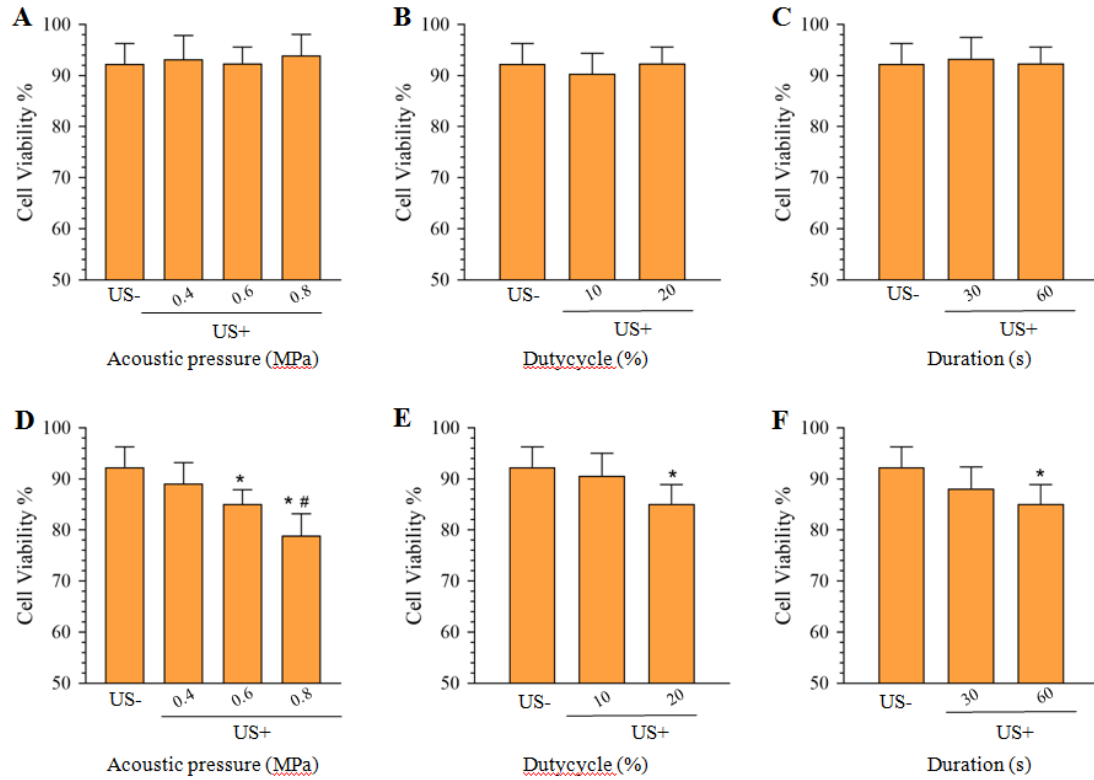 A
B
C
Cell Viability %
100
90
80
70
60
50
US-
0.4
0.6
0.8
US+
Acoustic pressure (MPa)
Cell Viability %
100
90
80
70
60
50
US-
10
20
US+
Dutycycle (%)
Cell Viability %
100
90
80
70
60
50
US-
30
60
US+
Duration (s)
D
E
F
Cell Viability %
100
90
80
70
60
50
*
* #
US-
0.4
0.6
0.8
US+
Acoustic pressure (MPa)
Cell Viability %
100
90
80
70
60
50
*
US-
10
20
US+
Dutycycle (%)
Cell Viability %
100
90
80
70
60
50
*
US-
30
60
US+
Duration (s)